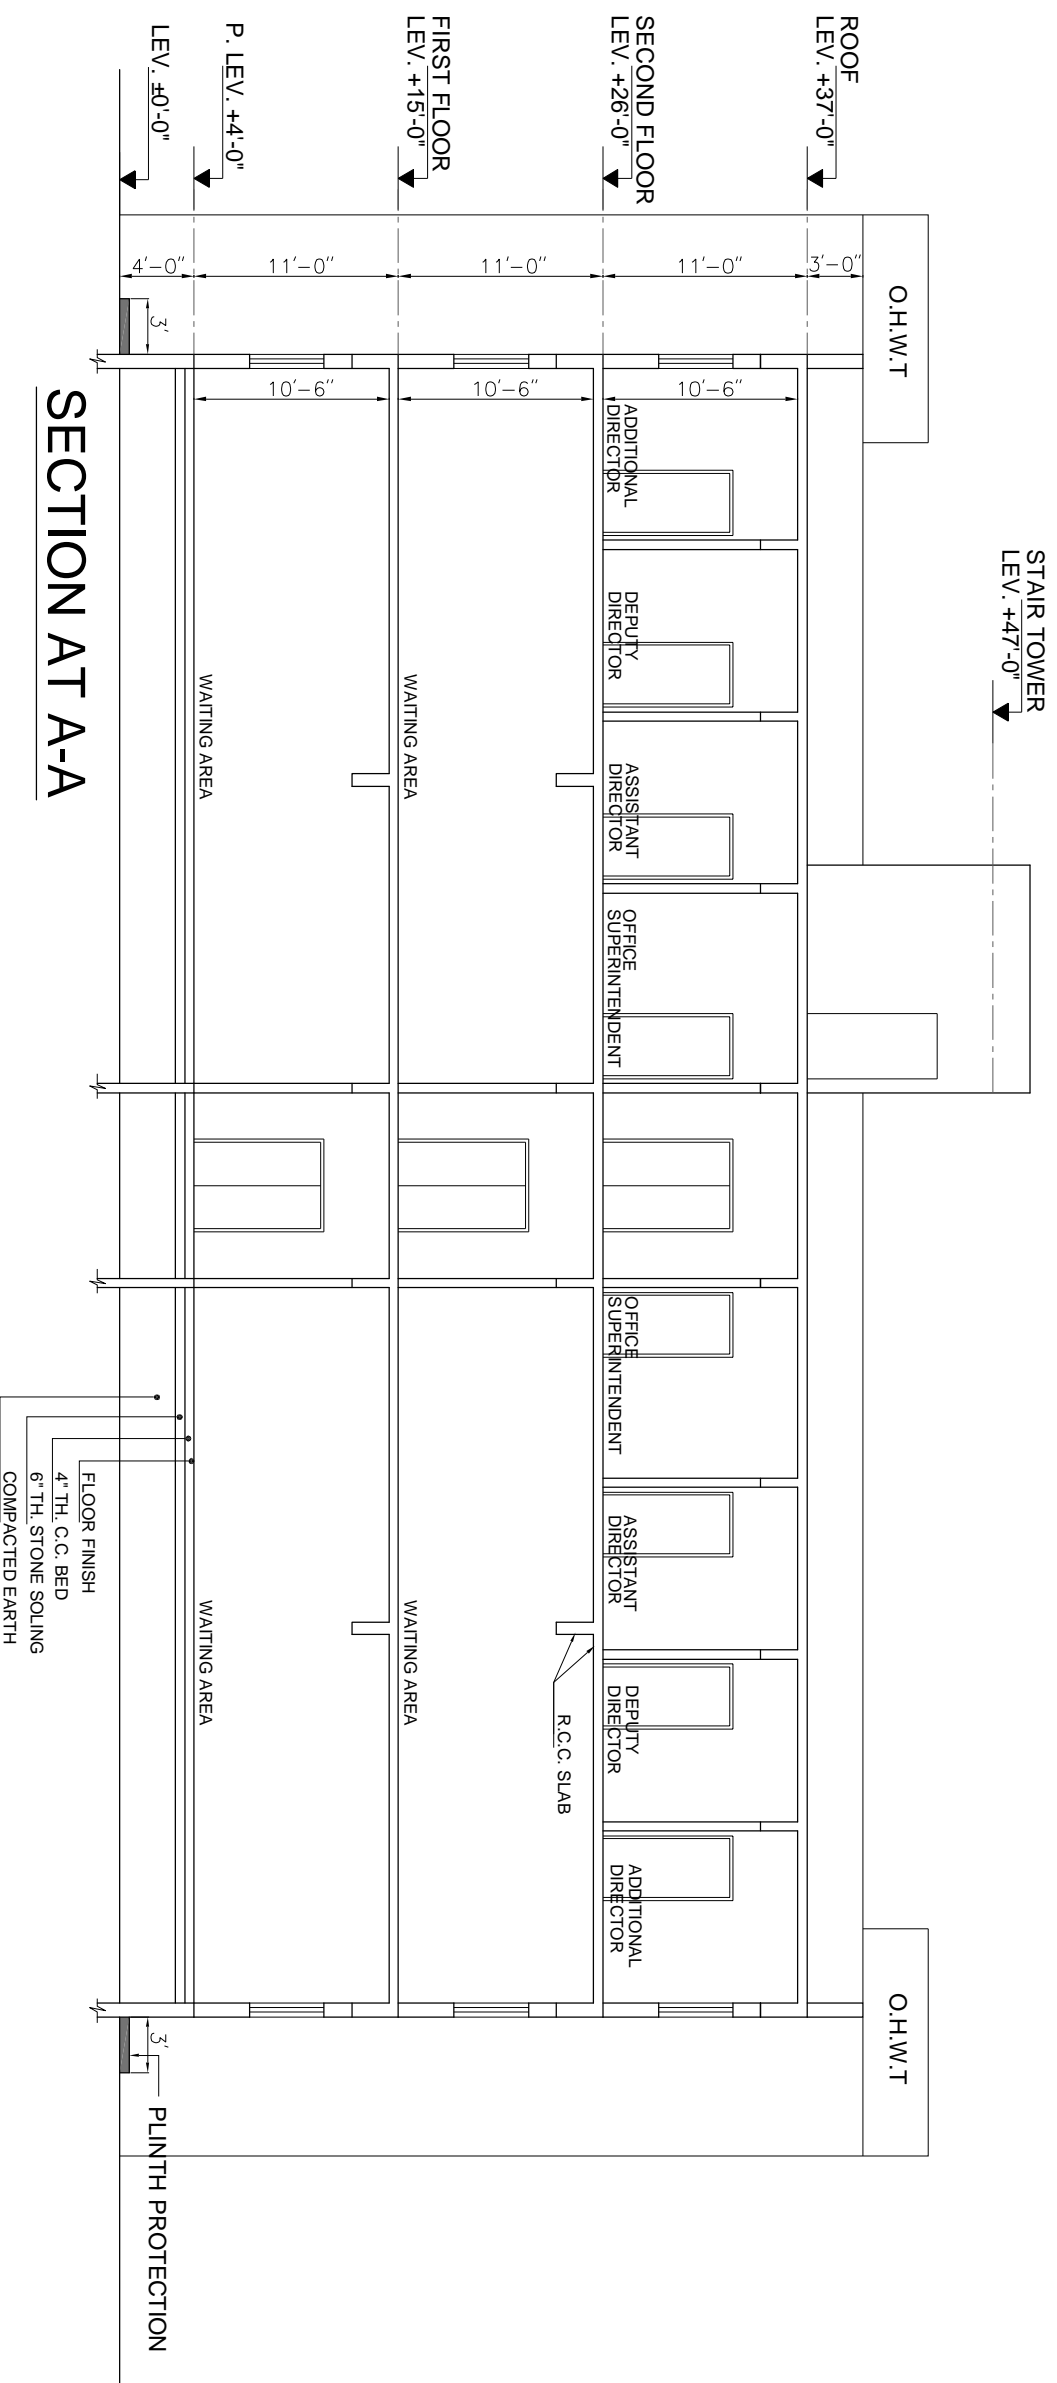 STAIR TOWER
LEV. +47'-0"
O.H.W.T
O.H.W.T
ROOF
LEV. +37'-0"
3'-0"
SECOND FLOOR
LEV. +26'-0"
11'-0"
10'-6"
ADDITIONAL
DIRECTOR
DEPUTY
DIRECTOR
ASSISTANT
DIRECTOR
OFFICE
SUPERINTENDENT
OFFICE
SUPERINTENDENT
ASSISTANT
DIRECTOR
DEPUTY
DIRECTOR
ADDITIONAL
DIRECTOR
R.C.C. SLAB
FIRST FLOOR
LEV. +15'-0"
11'-0"
10'-6"
WAITING AREA
WAITING AREA
P. LEV. +4'-0"
11'-0"
10'-6"
WAITING AREA
WAITING AREA
LEV. ±0'-0"
4'-0"
3'
3'
PLINTH PROTECTION
FLOOR FINISH
4" TH. C.C. BED
6" TH. STONE SOLING
COMPACTED EARTH
SECTION AT A-A